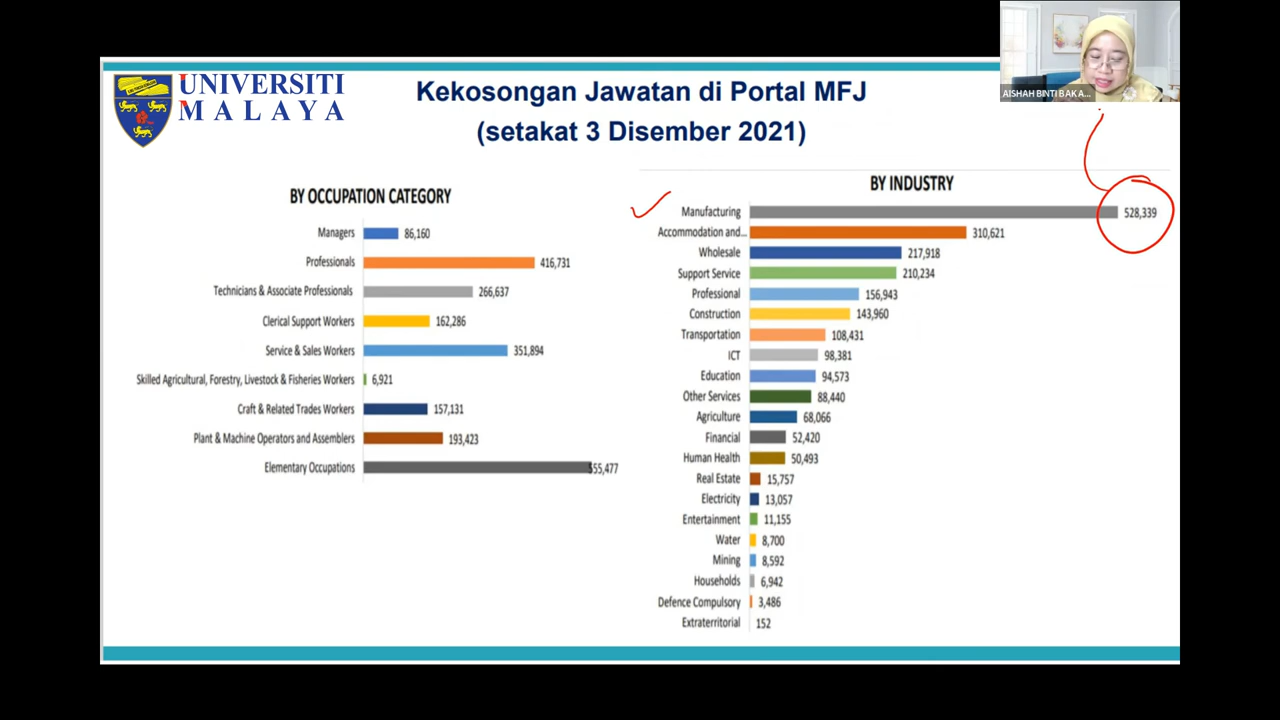 UNIVERSITI
MALAYA
Kekosongan Jawatan di Portal MFJ
(setakat 3 Disember 2021)
AISHAH BINTI BAKA...
BY OCCUPATION CATEGORY
Managers 86,160
Professionals 416,731
Technicians & Associate Professionals 266,637
Clerical Support Workers 162,286
Service & Sales Workers 351,894
Skilled Agricultural, Forestry, Livestock & Fisheries Workers 6,921
Craft & Related Trades Workers 157,131
Plant & Machine Operators and Assemblers 193,423
Elementary Occupations 555,477
BY INDUSTRY
Manufacturing 528,339
Accommodation and... 310,621
Wholesale 217,918
Support Service 210,234
Professional 156,943
Construction 143,960
Transportation 108,431
ICT 98,381
Education 94,573
Other Services 88,440
Agriculture 68,066
Financial 52,420
Human Health 50,493
Real Estate 15,757
Electricity 13,057
Entertainment 11,155
Water 8,700
Mining 8,592
Households 6,942
Defence Compulsory 3,486
Extraterritorial 152